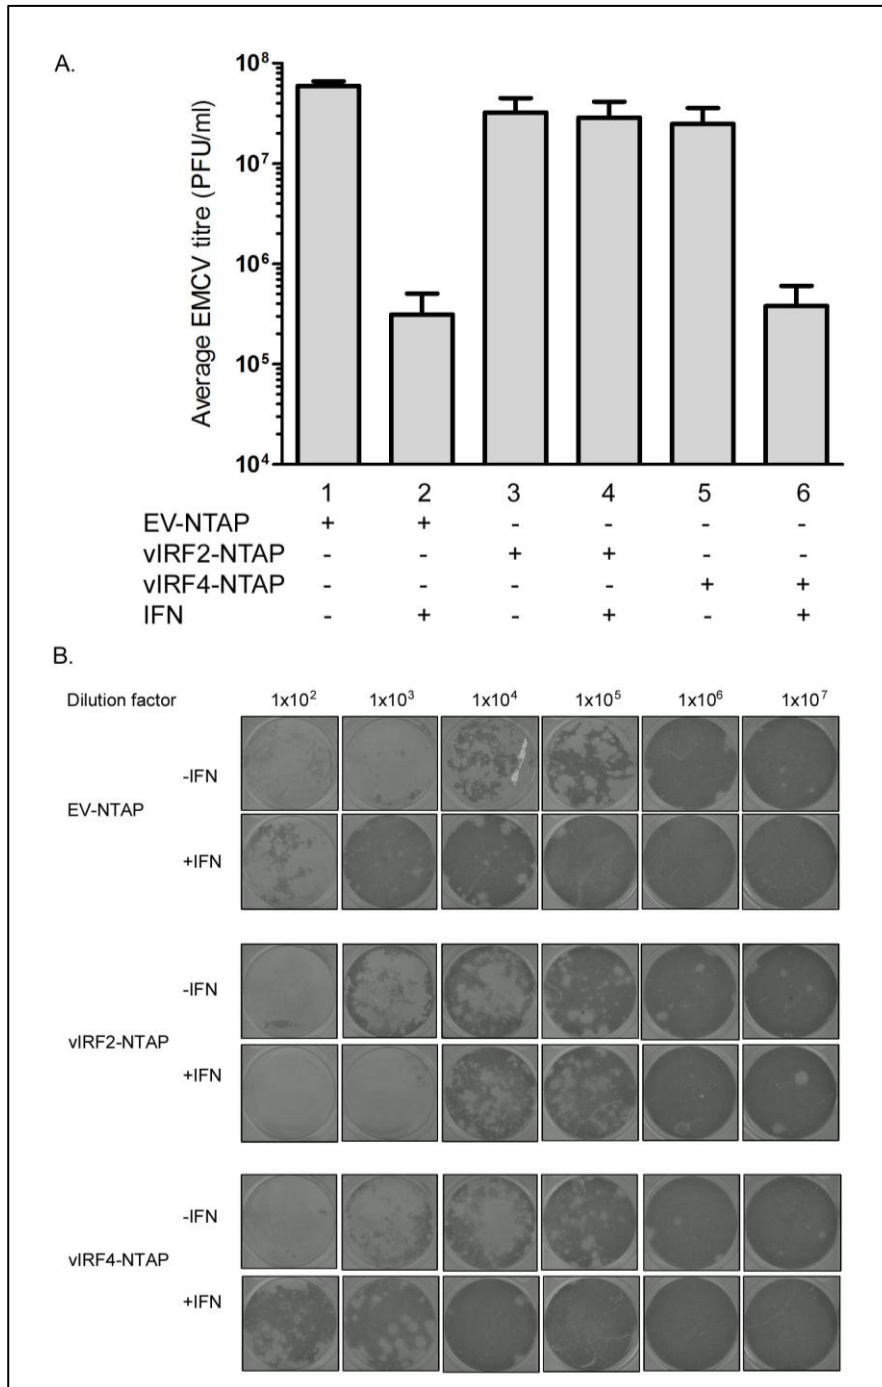 A.
Average EMCV titre (PFU/ml)
10⁸
10⁷
10⁶
10⁵
10⁴
1 2 3 4 5 6
EV-NTAP + + - - - -
vIRF2-NTAP - - + + - -
vIRF4-NTAP - - - - + +
IFN - + - + - +
B.
Dilution factor 1x10² 1x10³ 1x10⁴ 1x10⁵ 1x10⁶ 1x10⁷
-IFN
EV-NTAP
+IFN
-IFN
vIRF2-NTAP
+IFN
-IFN
vIRF4-NTAP
+IFN